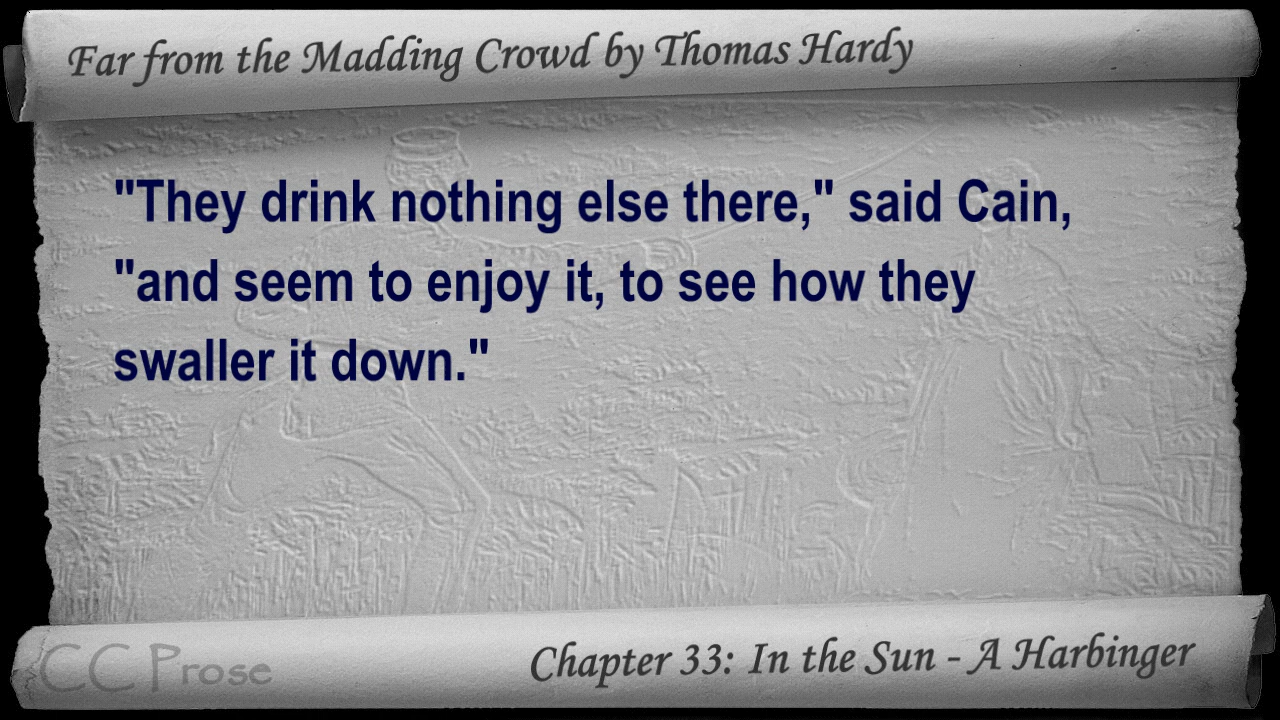 Far from the Madding Crowd by Thomas Hardy
"They drink nothing else there," said Cain,
"and seem to enjoy it, to see how they
swaller it down."
CC Prose
Chapter 33: In the Sun - A Harbinger